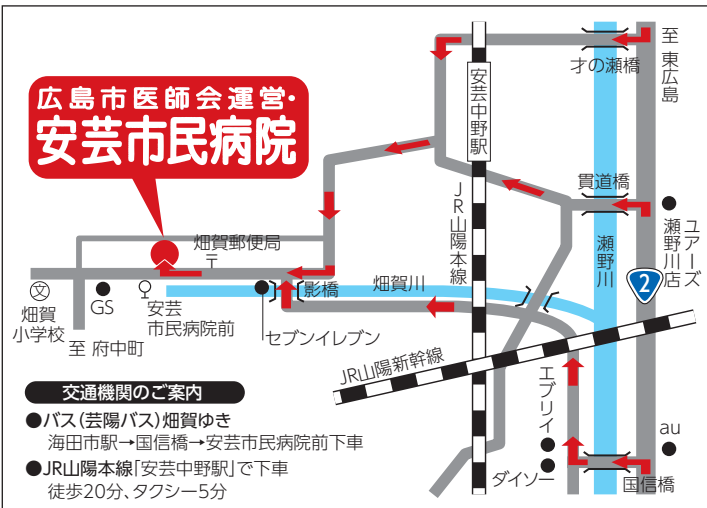 広島市医師会運営・
安芸市民病院
至 東広島
才の瀬橋
安芸中野駅
JR山陽本線
貫道橋
ユアーズ
瀬野川店
瀬野川
2
畑賀郵便局
〒
影橋
畑賀川
文
畑賀
小学校
GS
安芸
市民病院前
セブンイレブン
至 府中町
JR山陽新幹線
エブリイ
ダイソー
au
国信橋
交通機関のご案内
●バス(芸陽バス)畑賀ゆき
海田市駅→国信橋→安芸市民病院前下車
●JR山陽本線「安芸中野駅」で下車
徒歩20分、タクシー5分